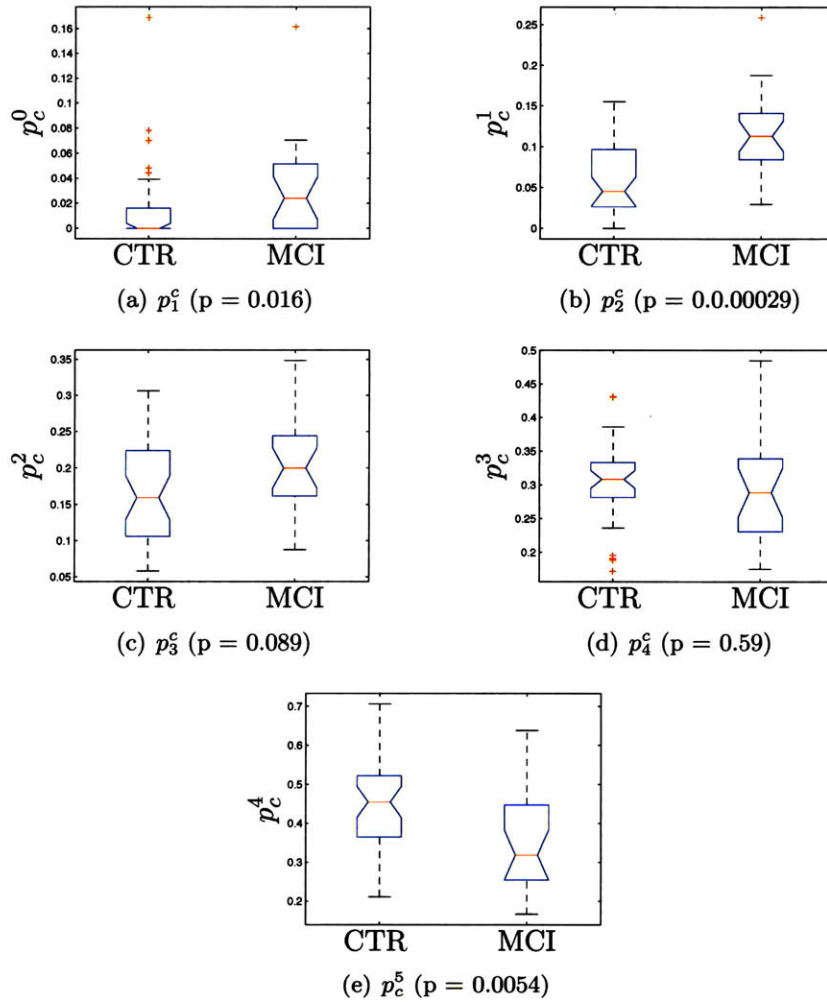 0.16
0.14
0.12
0.1
0.08
0.06
0.04
0.02
0
p_c^0
CTR MCI
(a) p_1^c (p = 0.016)
0.25
0.2
0.15
0.1
0.05
0
p_c^1
CTR MCI
(b) p_2^c (p = 0.0.00029)
0.35
0.3
0.25
0.2
0.15
0.1
0.05
p_c^2
CTR MCI
(c) p_3^c (p = 0.089)
0.5
0.45
0.4
0.35
0.3
0.25
0.2
p_c^3
CTR MCI
(d) p_4^c (p = 0.59)
0.7
0.6
0.5
0.4
0.3
0.2
p_c^4
CTR MCI
(e) p_c^5 (p = 0.0054)